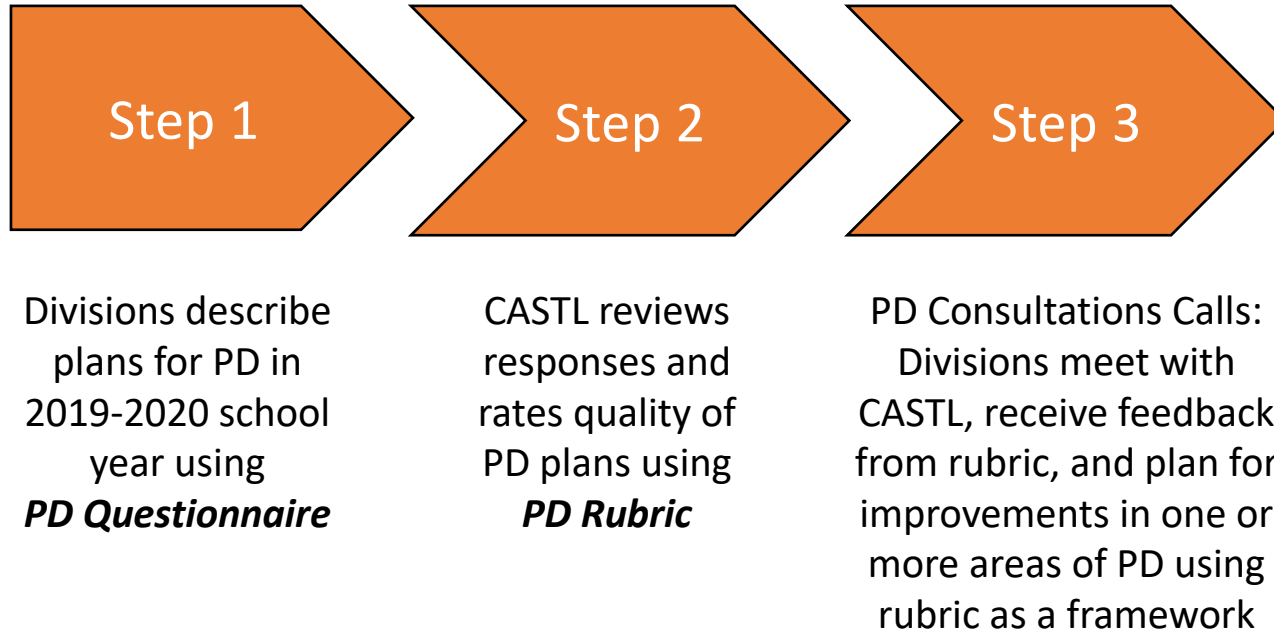 Step 1
Divisions describe
plans for PD in
2019-2020 school
year using
PD Questionnaire
Step 2
CASTL reviews
responses and
rates quality of
PD plans using
PD Rubric
Step 3
PD Consultations Calls:
Divisions meet with
CASTL, receive feedback
from rubric, and plan for
improvements in one or
more areas of PD using
rubric as a framework